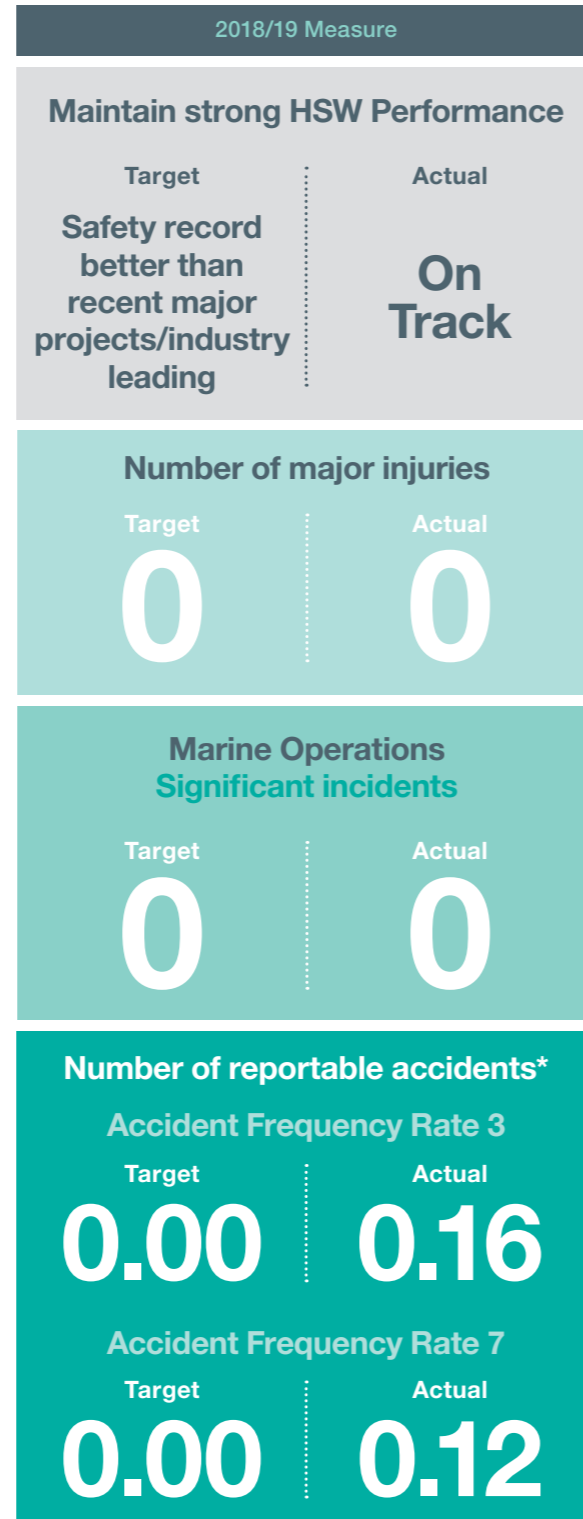 2018/19 Measure
Maintain strong HSW Performance
Target
Actual
Safety record
better than
recent major
projects/industry
leading
On
Track
Number of major injuries
Target
Actual
0
0
Marine Operations
Significant incidents
Target
Actual
0
0
Number of reportable accidents*
Accident Frequency Rate 3
Target
Actual
0.00
0.16
Accident Frequency Rate 7
Target
Actual
0.00
0.12